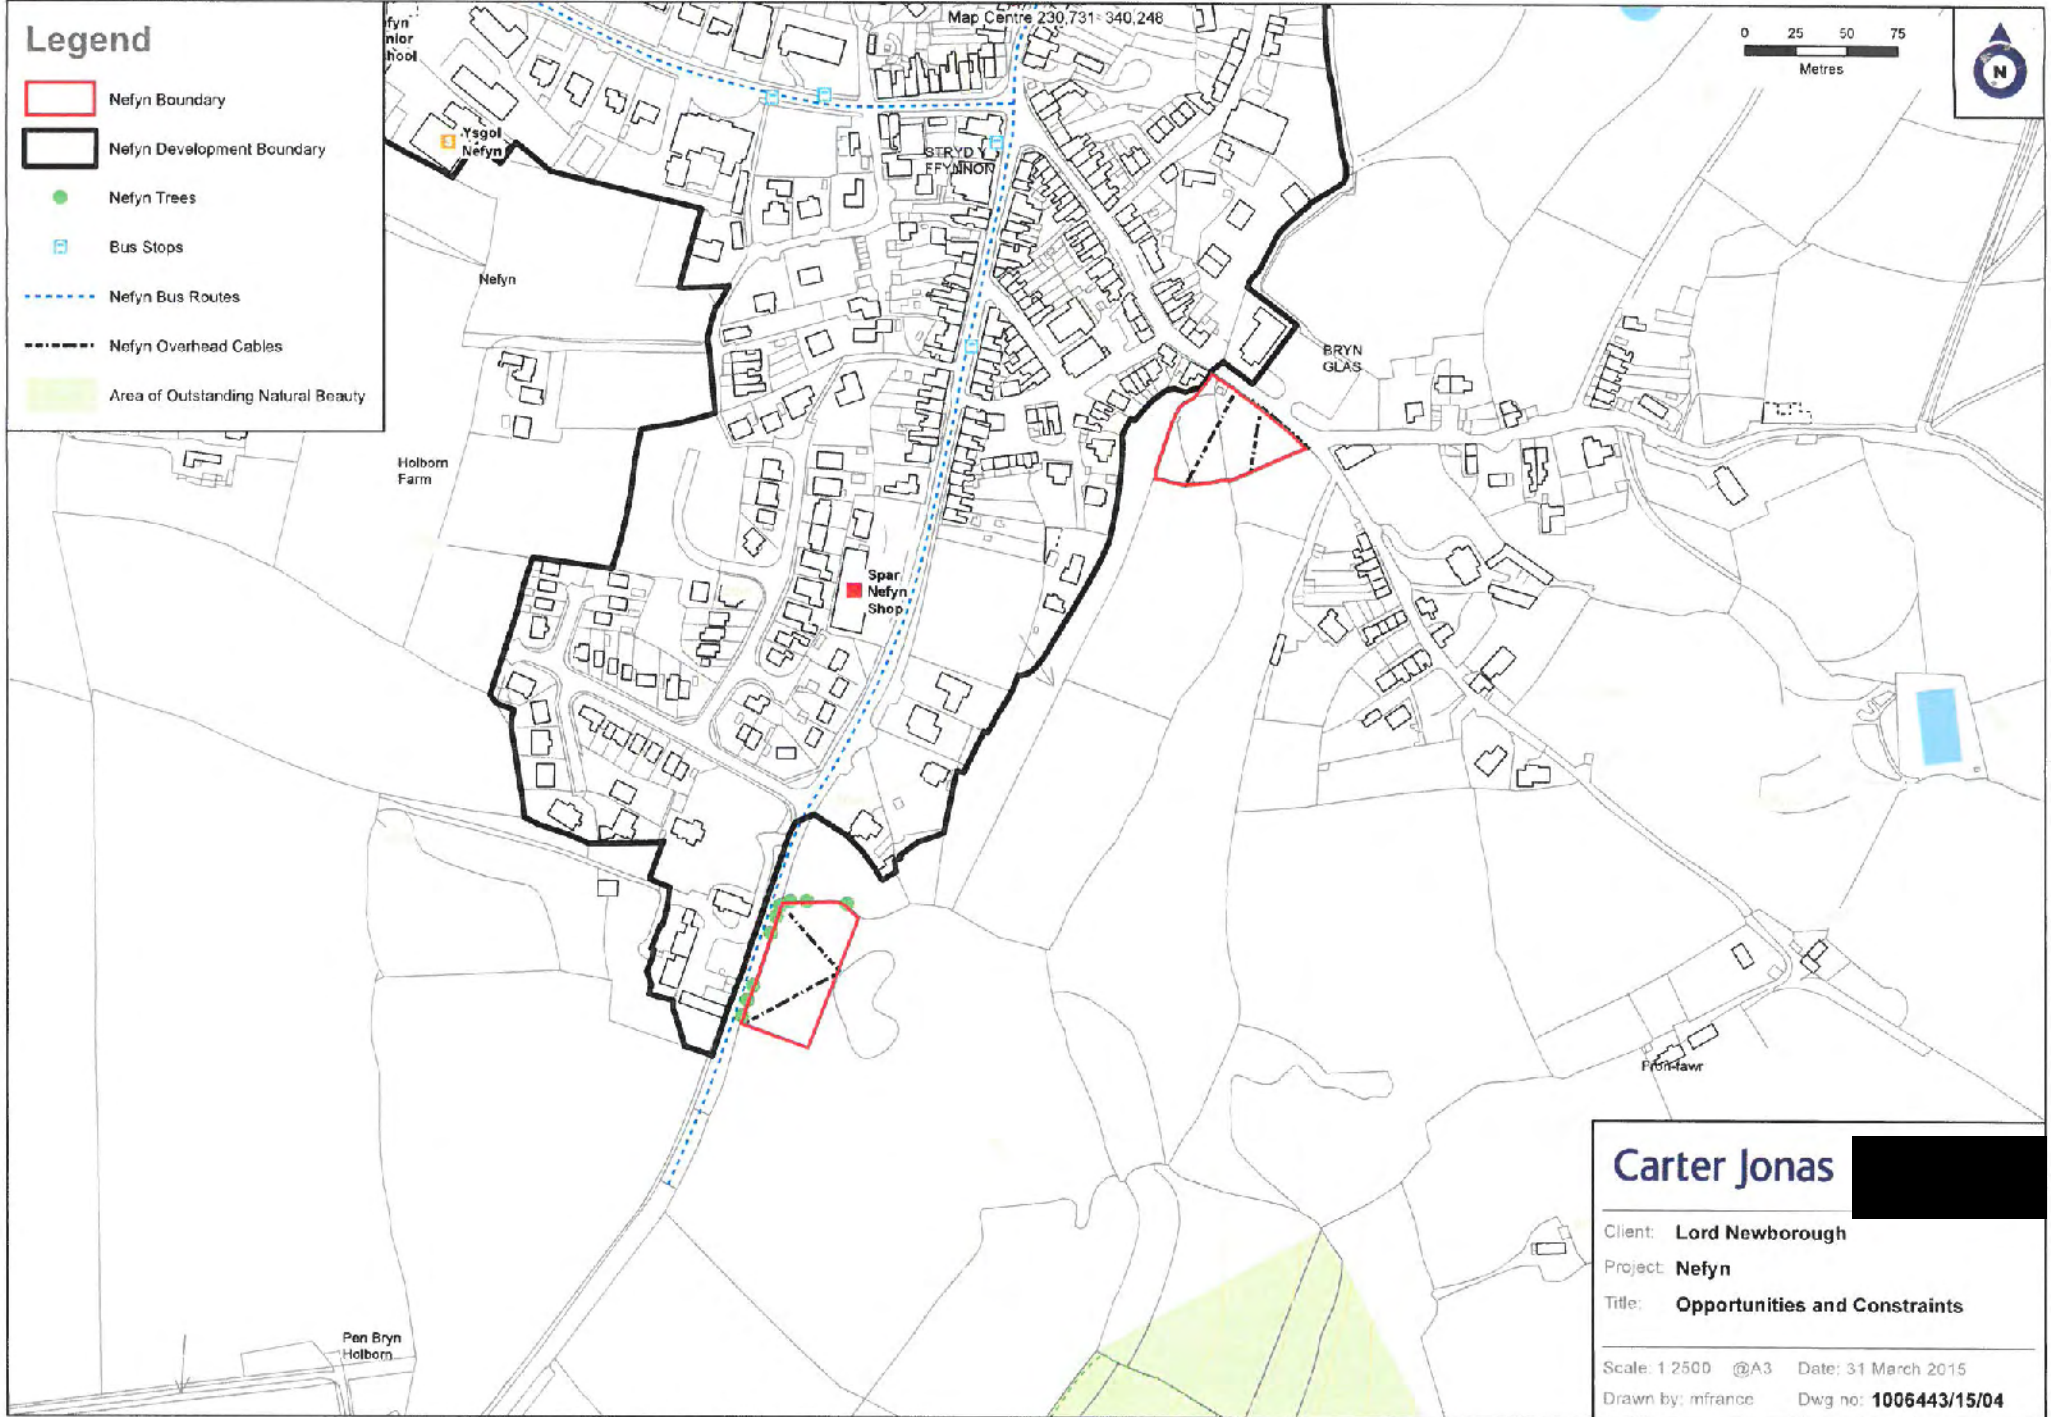 Legend
Nefyn Boundary
Nefyn Development Boundary
Nefyn Trees
Bus Stops
Nefyn Bus Routes
Nefyn Overhead Cables
Area of Outstanding Natural Beauty
Map Centre 230,731: 340,248
0 25 50 75
Metres
N
Ysgol
Nefyn
STRYD Y
FFYNNON
Nefyn
BRYN
GLAS
Holborn
Farm
Spar
Nefyn
Shop
Pen Bryn
Holborn
Carter Jonas
Client: Lord Newborough
Project: Nefyn
Title: Opportunities and Constraints
Scale: 1:2500 @A3 Date: 31 March 2015
Drawn by: mfrance Dwg no: 1006443/15/04